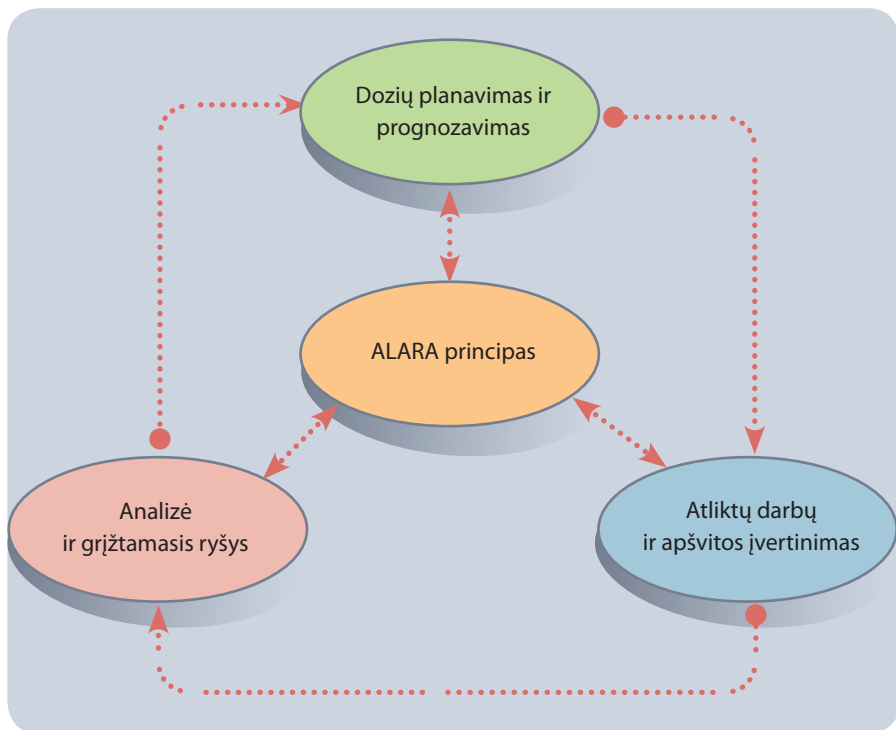 Dozių planavimas ir
prognozavimas
ALARA principas
Analizė
ir grįžtamasis ryšys
Atliktų darbų
ir apšvitos įvertinimas